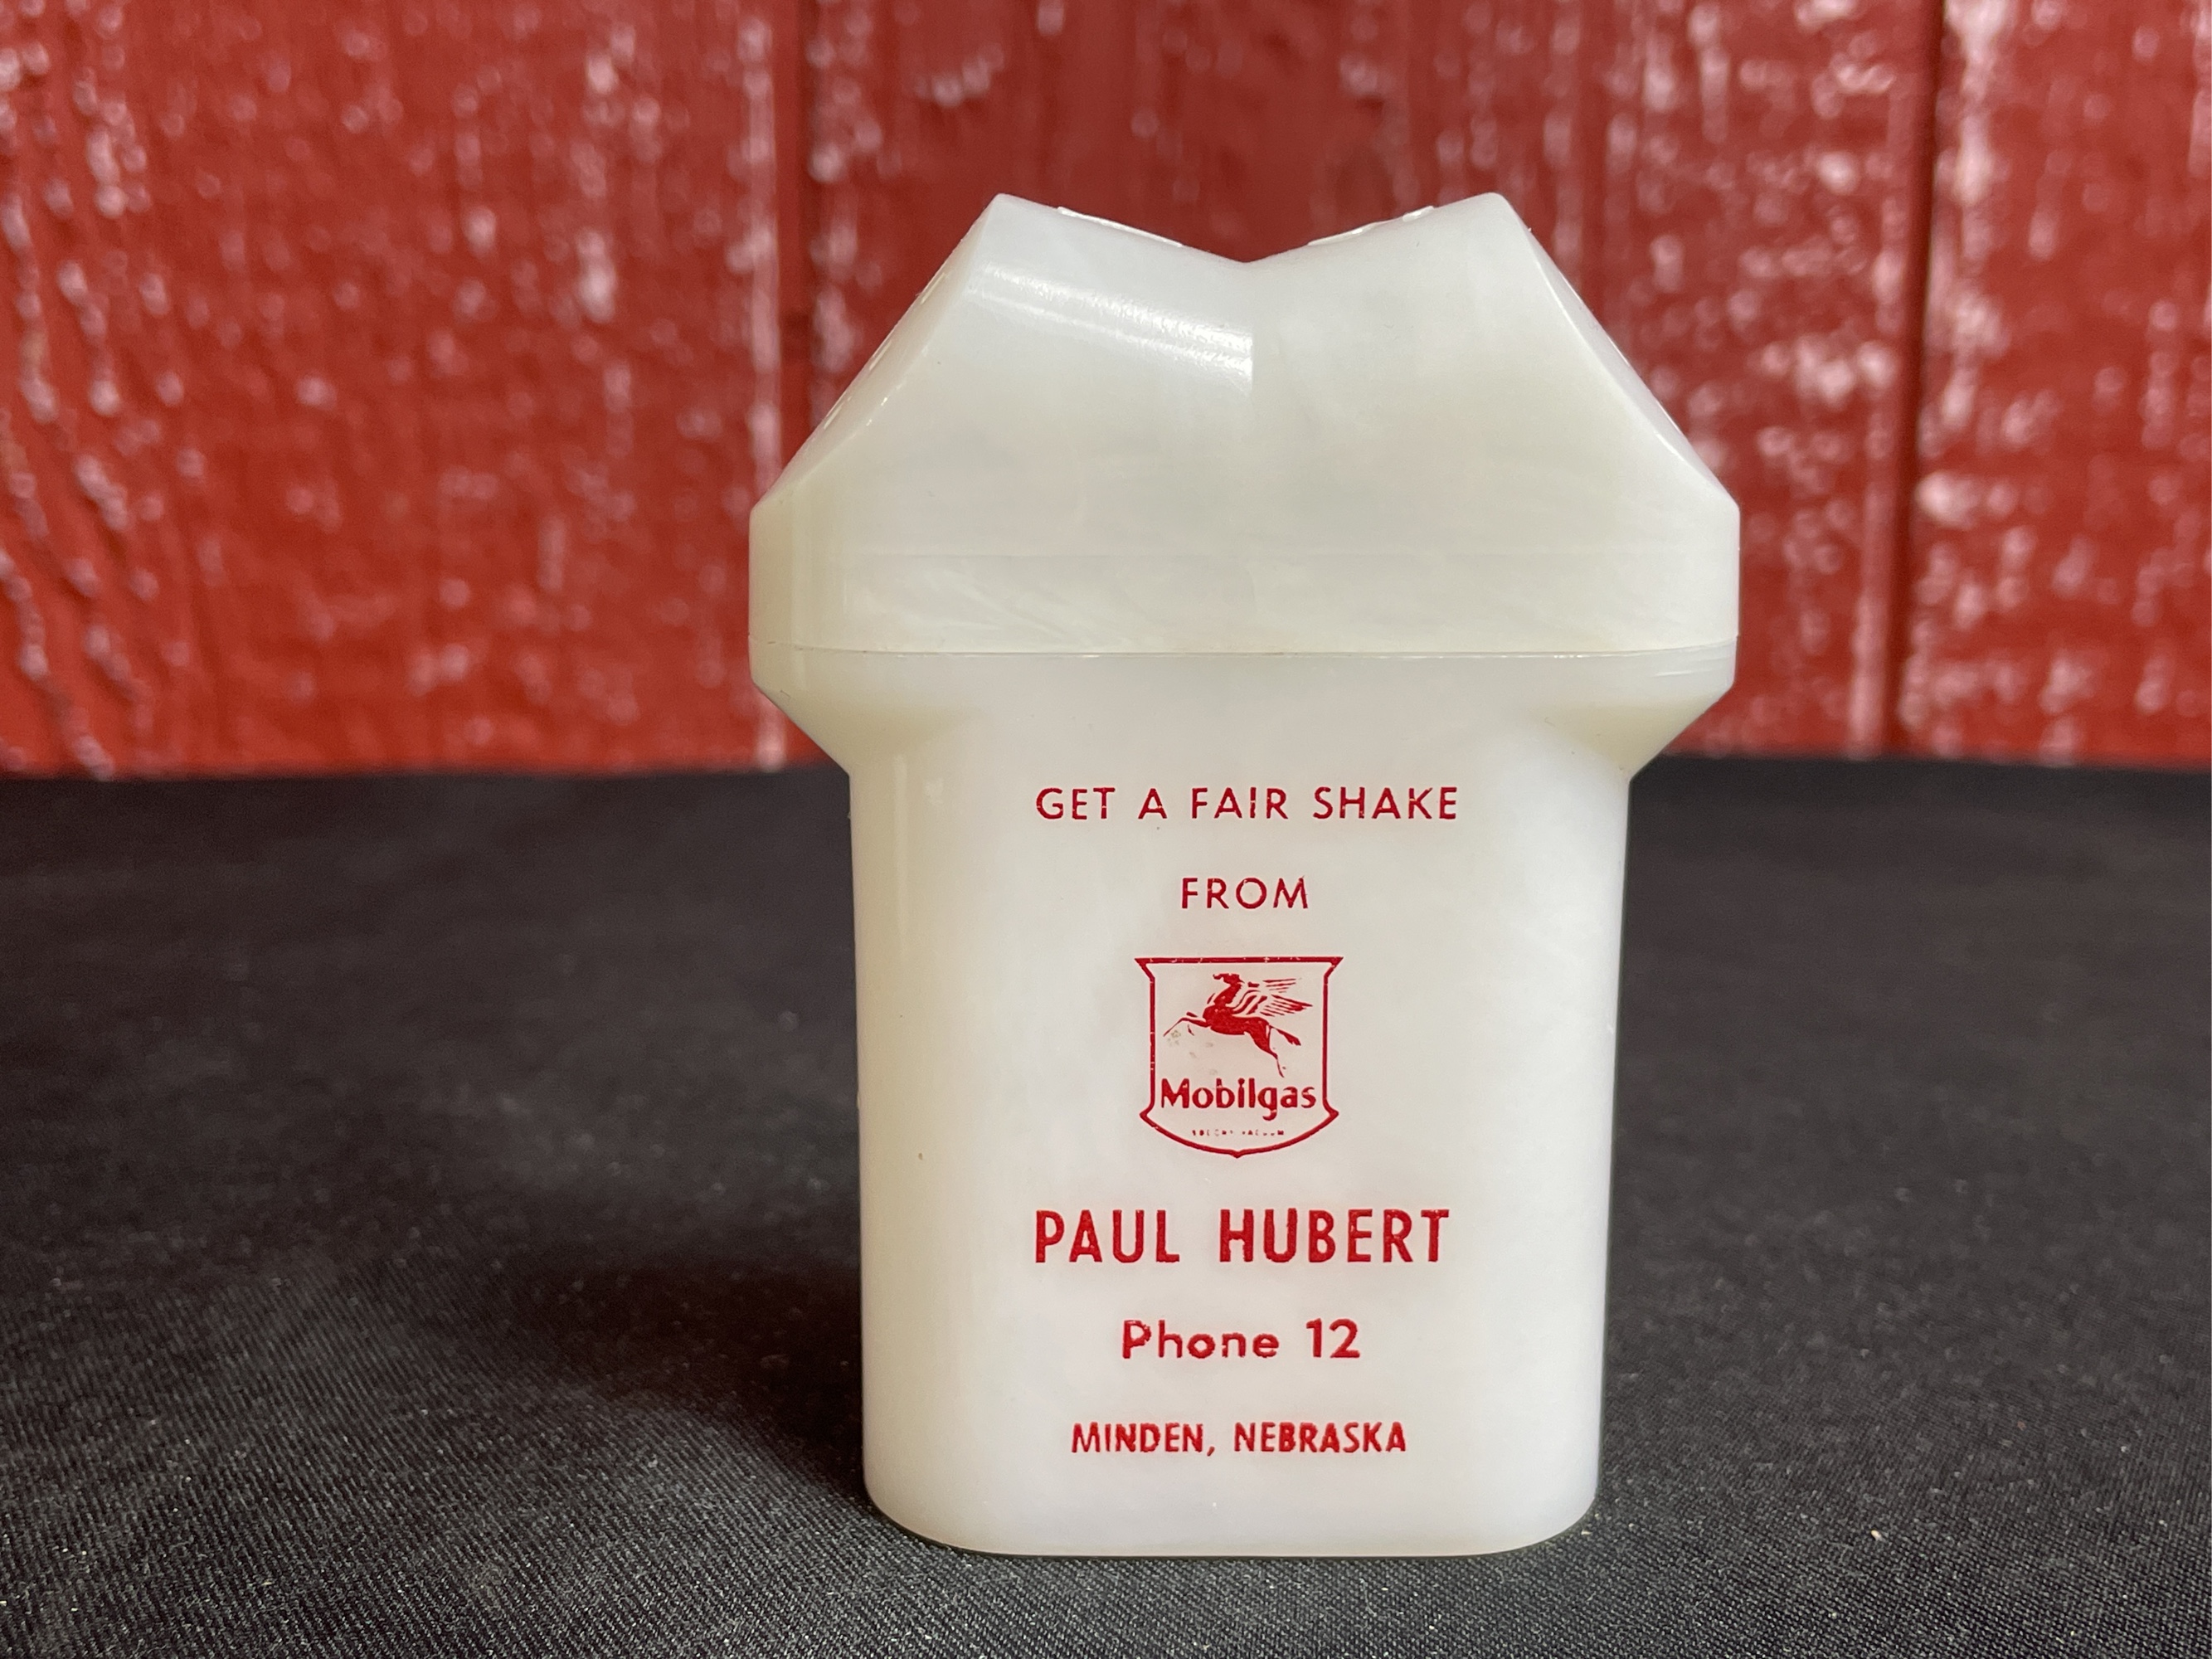 GET A FAIR SHAKE
FROM
Mobilgas
PAUL HUBERT
Phone 12
MINDEN, NEBRASKA